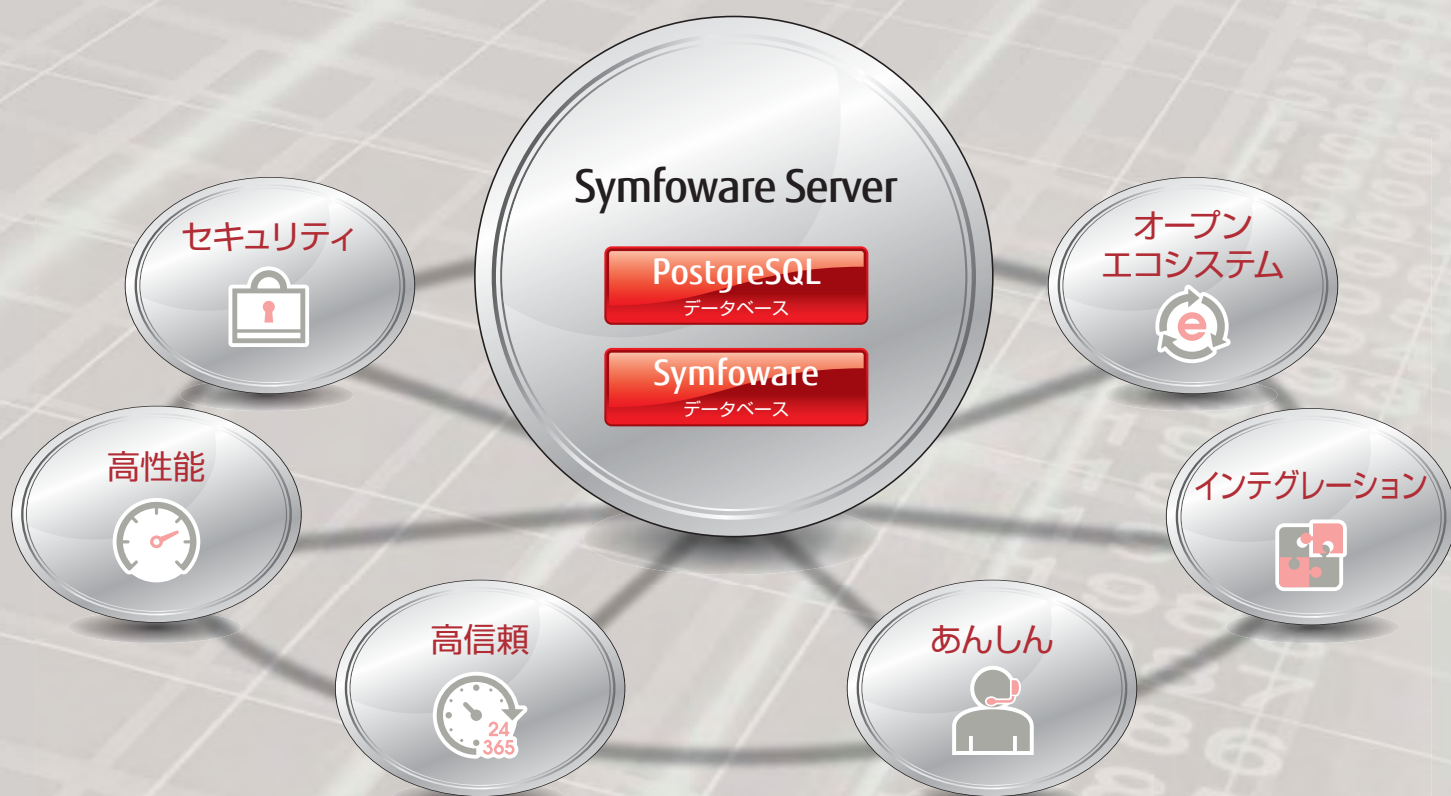 Symfoware Server
PostgreSQL
データベース
Symfoware
データベース
セキュリティ
オープン
エコシステム
e
高性能
インテグレーション
高信頼
24
365
あんしん